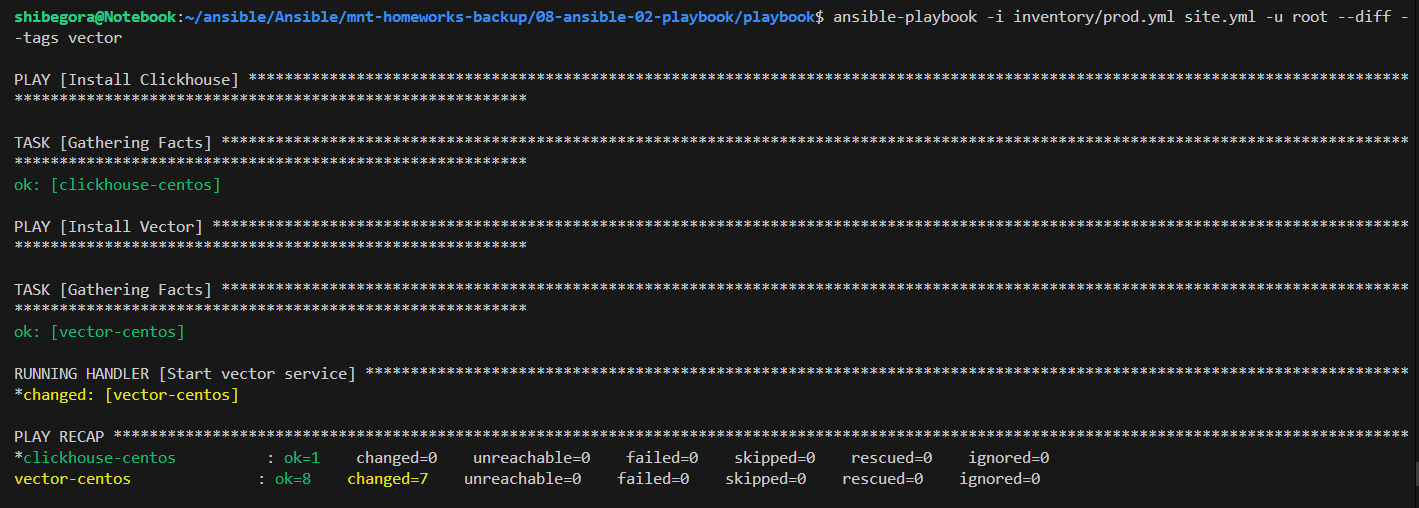 shibegora@Notebook:~/ansible/Ansible/mnt-homeworks-backup/08-ansible-02-playbook/playbook$ ansible-playbook -i inventory/prod.yml site.yml -u root --diff -
-tags vector
PLAY [Install Clickhouse] *********************************************************************************************************************************
*********************************************************
TASK [Gathering Facts] ************************************************************************************************************************************
*********************************************************
ok: [clickhouse-centos]
PLAY [Install Vector] *************************************************************************************************************************************
*********************************************************
TASK [Gathering Facts] ************************************************************************************************************************************
*********************************************************
ok: [vector-centos]
RUNNING HANDLER [Start vector service] ********************************************************************************************************************
*changed: [vector-centos]
PLAY RECAP ************************************************************************************************************************************************
*clickhouse-centos          : ok=1    changed=0    unreachable=0    failed=0    skipped=0    rescued=0    ignored=0
vector-centos              : ok=8    changed=7    unreachable=0    failed=0    skipped=0    rescued=0    ignored=0